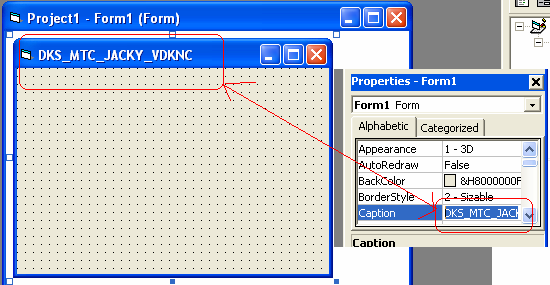 Project1 - Form1 (Form)
DKS_MTC_JACKY_VDKNC
Properties - Form1
Form1 Form
Alphabetic Categorized
Appearance 1 - 3D
AutoRedraw False
BackColor &H8000000F
BorderStyle 2 - Sizable
Caption DKS_MTC_JACK
Caption